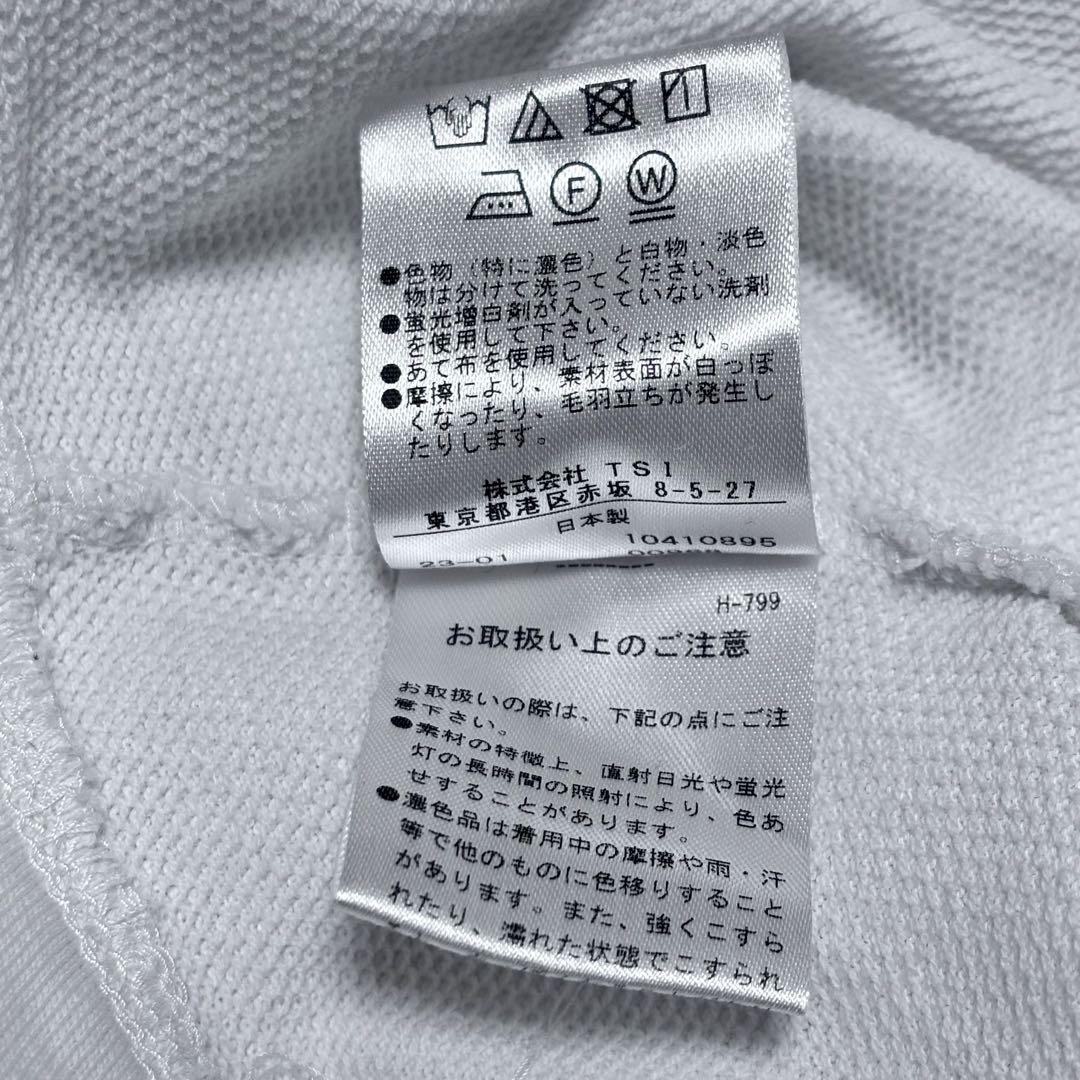 F W
●色物（特に濃色）と白物・淡色
物は分けて洗ってください。
●蛍光増白剤が入っていない洗剤
を使用して下さい。
●あて布を使用してください。
●摩擦により、素材表面が白っぽ
くなったり、毛羽立ちが発生し
たりします。
株式会社 TSI
東京都港区赤坂 8-5-27
日本製
10410895
23-01
H-799
お取扱い上のご注意
お取扱いの際は、下記の点にご注
意下さい。
●素材の特徴上、直射日光や蛍光
灯の長時間の照射により、色あ
せすることがあります。
●濃色品は着用中の摩擦や雨・汗
等で他のものに色移りすること
があります。また、強くこすら
れたり、濡れた状態でこすられ